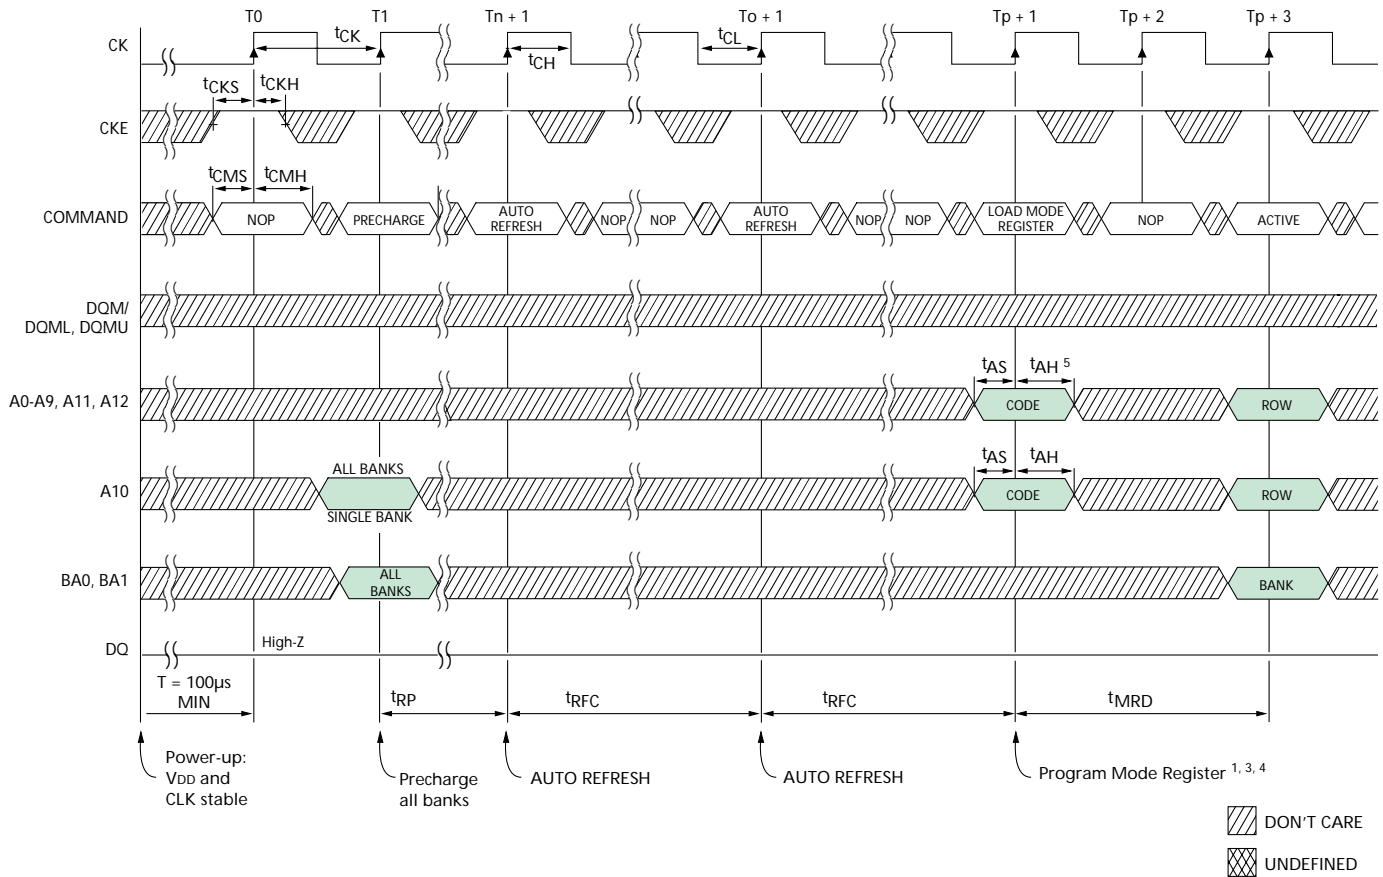 T0 T1 Tn + 1 To + 1 Tp + 1 Tp + 2 Tp + 3
CK tCK tCH tCL
tCKS tCKH
CKE
tCMS tCMH
COMMAND NOP PRECHARGE AUTO REFRESH NOP NOP AUTO REFRESH NOP NOP LOAD MODE REGISTER NOP ACTIVE
DQM/
DQML, DQMU
tAS tAH 5
A0-A9, A11, A12 CODE ROW
ALL BANKS tAS tAH
A10 CODE ROW
SINGLE BANK
BA0, BA1 ALL BANKS BANK
DQ High-Z
T = 100µs
MIN tRP tRFC tRFC tMRD
Power-up:
VDD and
CLK stable
Precharge
all banks
AUTO REFRESH
AUTO REFRESH
Program Mode Register 1, 3, 4
DON'T CARE
UNDEFINED